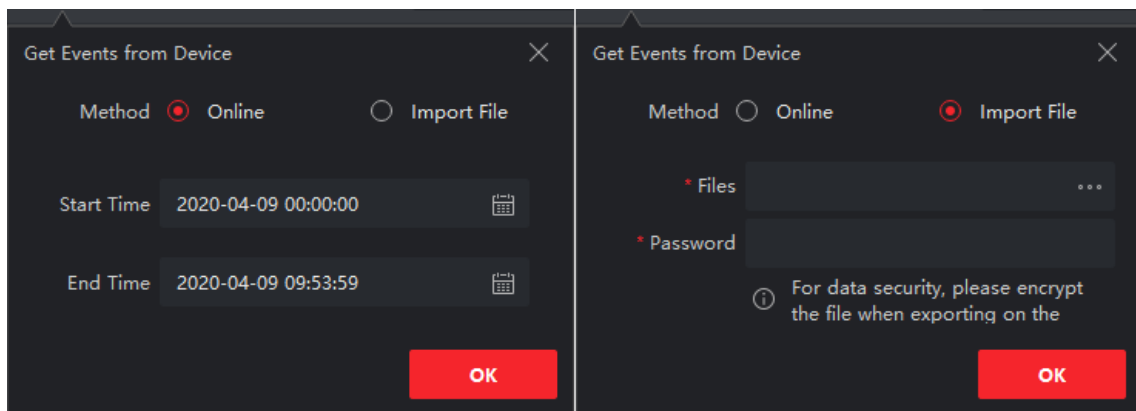 Get Events from Device
Method Online Import File
Start Time 2020-04-09 00:00:00
End Time 2020-04-09 09:53:59
OK
Get Events from Device
Method Online Import File
* Files
* Password
For data security, please encrypt
the file when exporting on the
OK